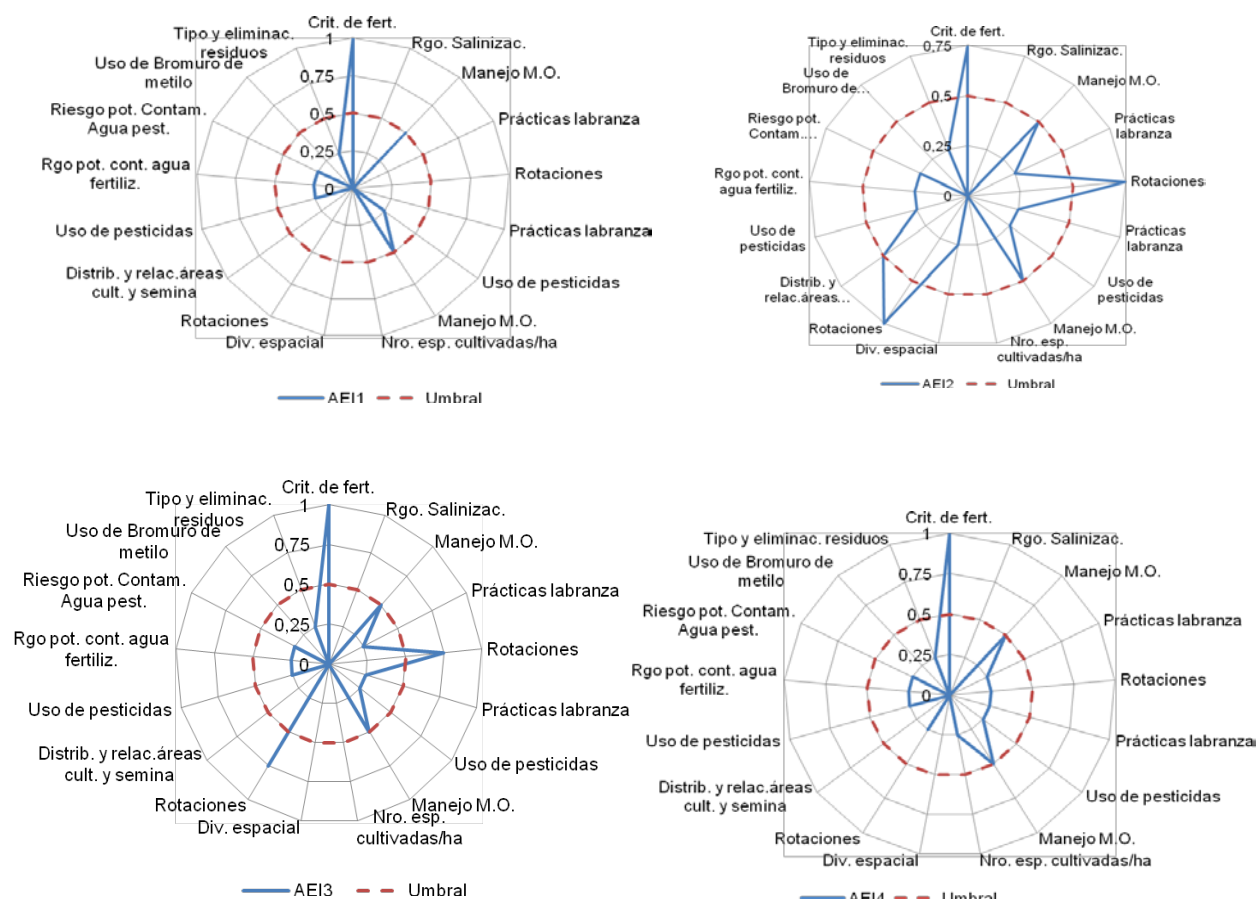 Crit. de fert.
1
Rgo. Salinizac.
Manejo M.O.
Prácticas labranza
Rotaciones
Prácticas labranza
Uso de pesticidas
Manejo M.O.
Nro. esp. cultivadas/ha
Div. espacial
Rotaciones
Distrib. y relac.áreas
cult. y semina
Uso de pesticidas
Rgo pot. cont. agua
fertiliz.
Riesgo pot. Contam.
Agua pest.
Uso de Bromuro de
metilo
Tipo y eliminac.
residuos
0,75
0,5
0,25
0
AEI1
Umbral
Crit. de fert.
0,75
Rgo. Salinizac.
Manejo M.O.
Prácticas
labranza
Rotaciones
Prácticas
labranza
Uso de
pesticidas
Manejo M.O.
Nro. esp.
cultivadas/ha
Div. espacial
Rotaciones
Distrib. y
relac.áreas...
Uso de
pesticidas
Rgo pot. cont.
agua fertiliz.
Riesgo pot.
Contam....
Uso de
Bromuro de...
Tipo y eliminac.
residuos
0,5
0,25
0
AEI2
Umbral
Crit. de fert.
1
Rgo. Salinizac.
Manejo M.O.
Prácticas labranza
Rotaciones
Prácticas labranza
Uso de pesticidas
Manejo M.O.
Nro. esp.
cultivadas/ha
Div. espacial
Rotaciones
Distrib. y relac.áreas
cult. y semina
Uso de pesticidas
Rgo pot. cont. agua
fertiliz.
Riesgo pot. Contam.
Agua pest.
Uso de Bromuro de
metilo
Tipo y eliminac.
residuos
0,75
0,5
0,25
0
AEI3
Umbral
Crit. de fert.
1
Rgo. Salinizac.
Manejo M.O.
Prácticas labranza
Rotaciones
Prácticas labranza
Uso de pesticidas
Manejo M.O.
Nro. esp. cultivadas/ha
Div. espacial
Rotaciones
Distrib. y relac.áreas
cult. y semina
Uso de pesticidas
Rgo pot. cont. agua
fertiliz.
Riesgo pot. Contam.
Agua pest.
Uso de Bromuro de
metilo
Tipo y eliminac. residuos
0,75
0,5
0,25
0
AEI4
Umbral